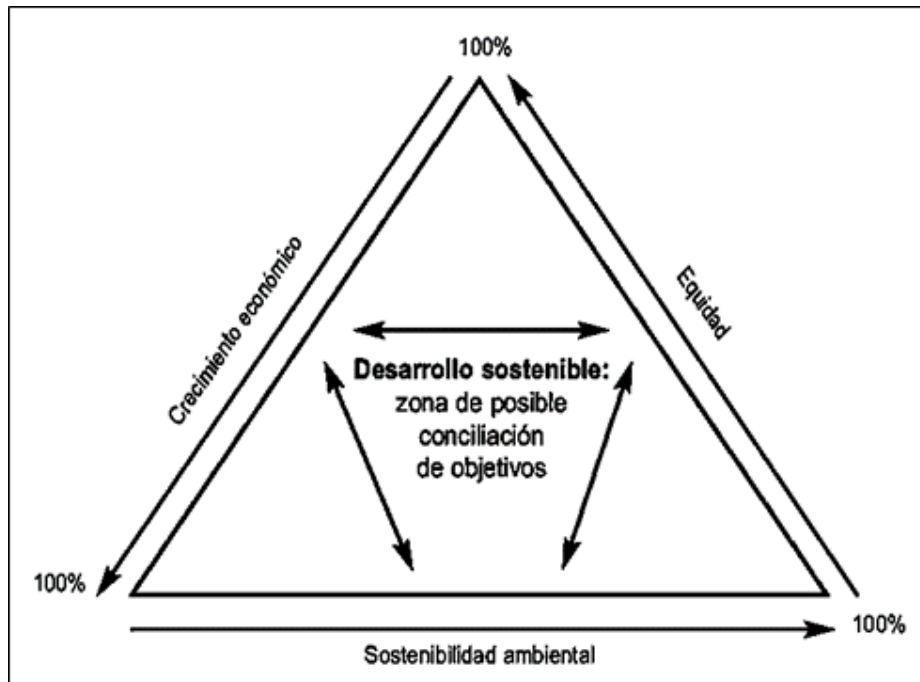 100%
Crecimiento económico
Equidad
Desarrollo sostenible:
zona de posible
conciliación
de objetivos
100%
100%
Sostenibilidad ambiental